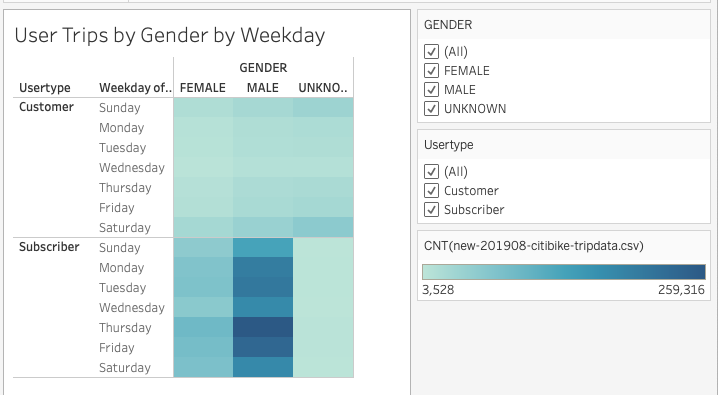 User Trips by Gender by Weekday
GENDER
Usertype Weekday of.. FEMALE MALE UNKNO..
Customer Sunday
Monday
Tuesday
Wednesday
Thursday
Friday
Saturday
Subscriber Sunday
Monday
Tuesday
Wednesday
Thursday
Friday
Saturday
GENDER
(All)
FEMALE
MALE
UNKNOWN
Usertype
(All)
Customer
Subscriber
CNT(new-201908-citibike-tripdata.csv)
3,528 259,316